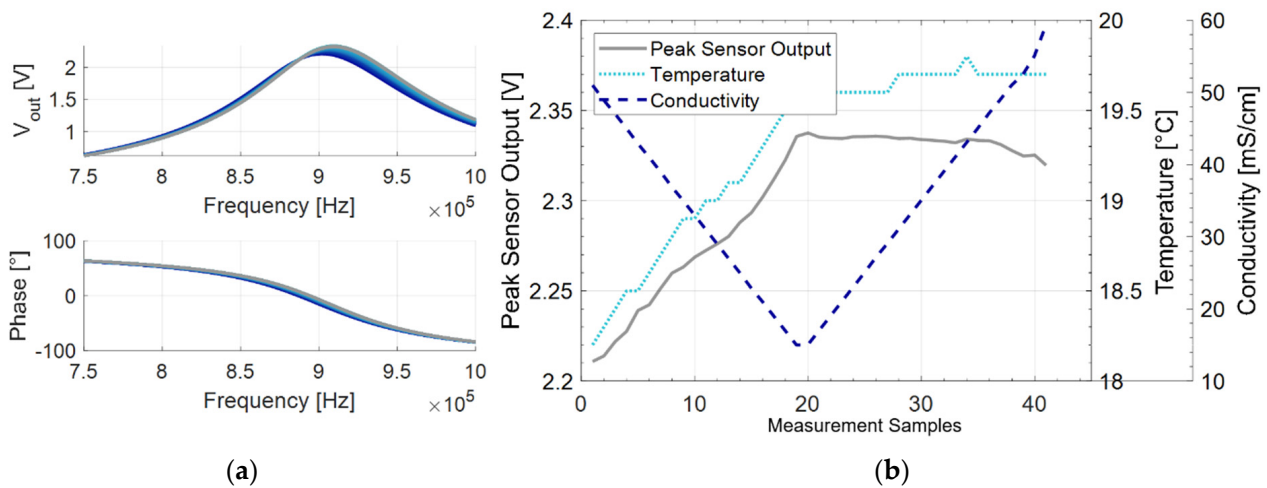 2
1.5
1
V_out [V]
7.5 8 8.5 9 9.5 10
Frequency [Hz] × 10^5
100
0
-100
Phase [°]
7.5 8 8.5 9 9.5 10
Frequency [Hz] × 10^5
(a)
2.4
2.35
2.3
2.25
2.2
Peak Sensor Output [V]
Peak Sensor Output
Temperature
Conductivity
0 10 20 30 40
Measurement Samples
20
19.5
19
18.5
18
Temperature [°C]
60
50
40
30
20
10
Conductivity [mS/cm]
(b)